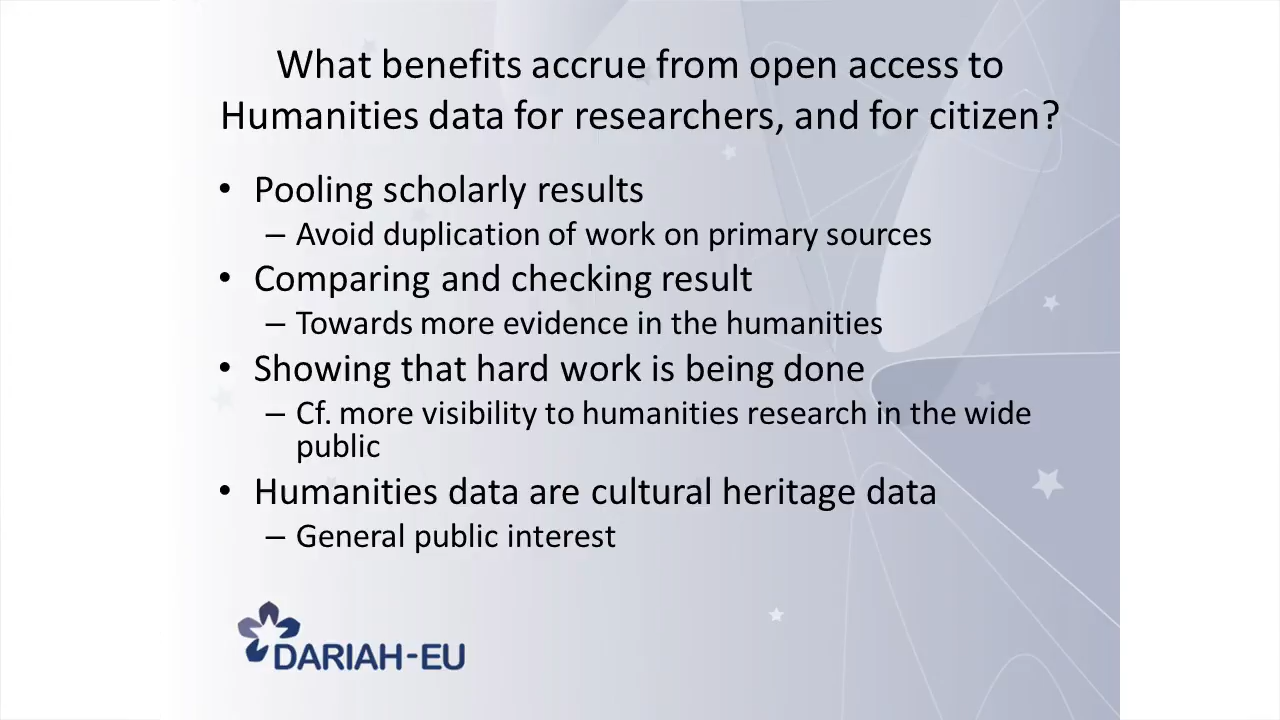 What benefits accrue from open access to
Humanities data for researchers, and for citizen?
• Pooling scholarly results
– Avoid duplication of work on primary sources
• Comparing and checking result
– Towards more evidence in the humanities
• Showing that hard work is being done
– Cf. more visibility to humanities research in the wide
public
• Humanities data are cultural heritage data
– General public interest
DARIAH-EU